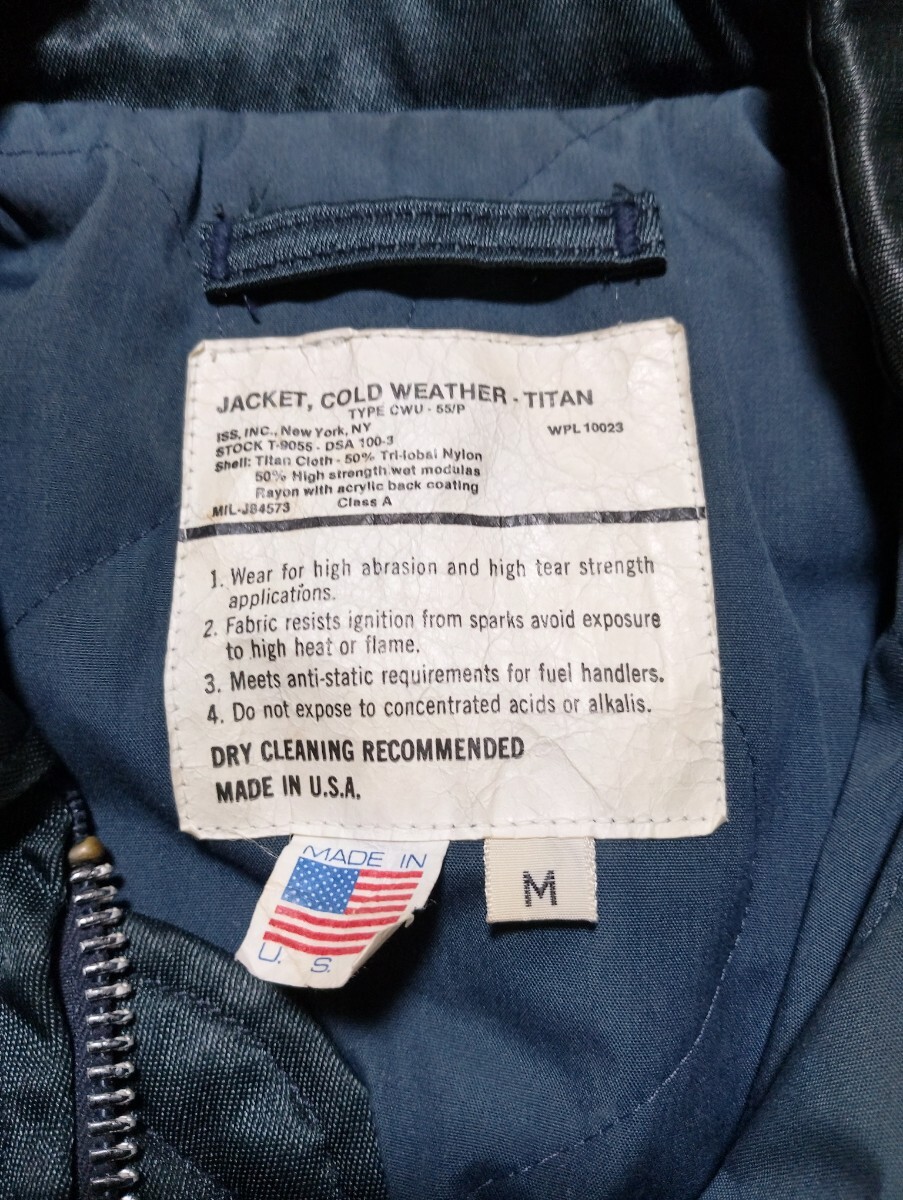 JACKET, COLD WEATHER - TITAN
TYPE CWU - 55/P
ISS, INC., New York, NY
WPL 10023
STOCK T-9055 - DSA 100-3
Shell: Titan Cloth - 50% Tri-lobal Nylon
50% High strength wet modulas
Rayon with acrylic back coating
MIL-J84573 Class A
1. Wear for high abrasion and high tear strength
applications.
2. Fabric resists ignition from sparks avoid exposure
to high heat or flame.
3. Meets anti-static requirements for fuel handlers.
4. Do not expose to concentrated acids or alkalis.
DRY CLEANING RECOMMENDED
MADE IN U.S.A.
MADE IN
U. S.
M